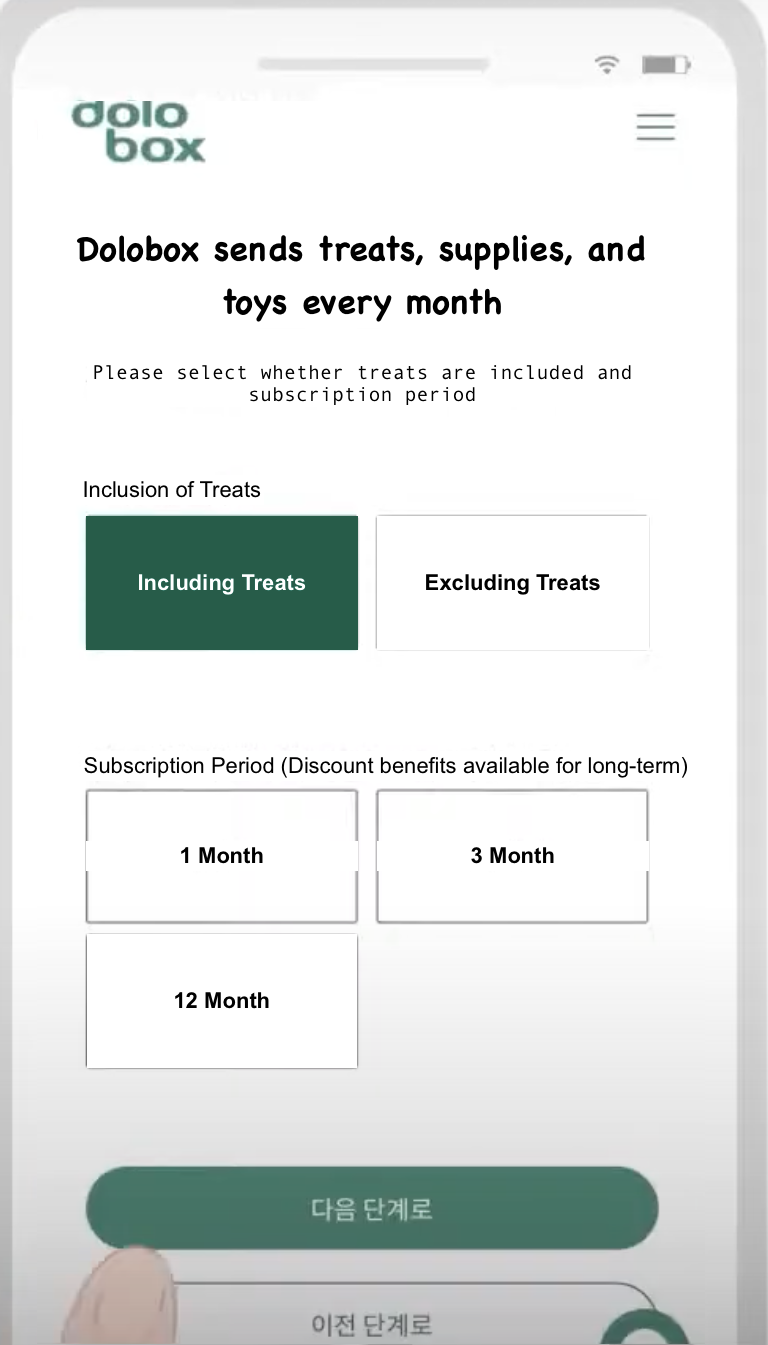 dolo
box
Dolobox sends treats, supplies, and
toys every month
Please select whether treats are included and
subscription period
Inclusion of Treats
Including Treats
Excluding Treats
Subscription Period (Discount benefits available for long-term)
1 Month
3 Month
12 Month
다음 단계로
이전 단계로